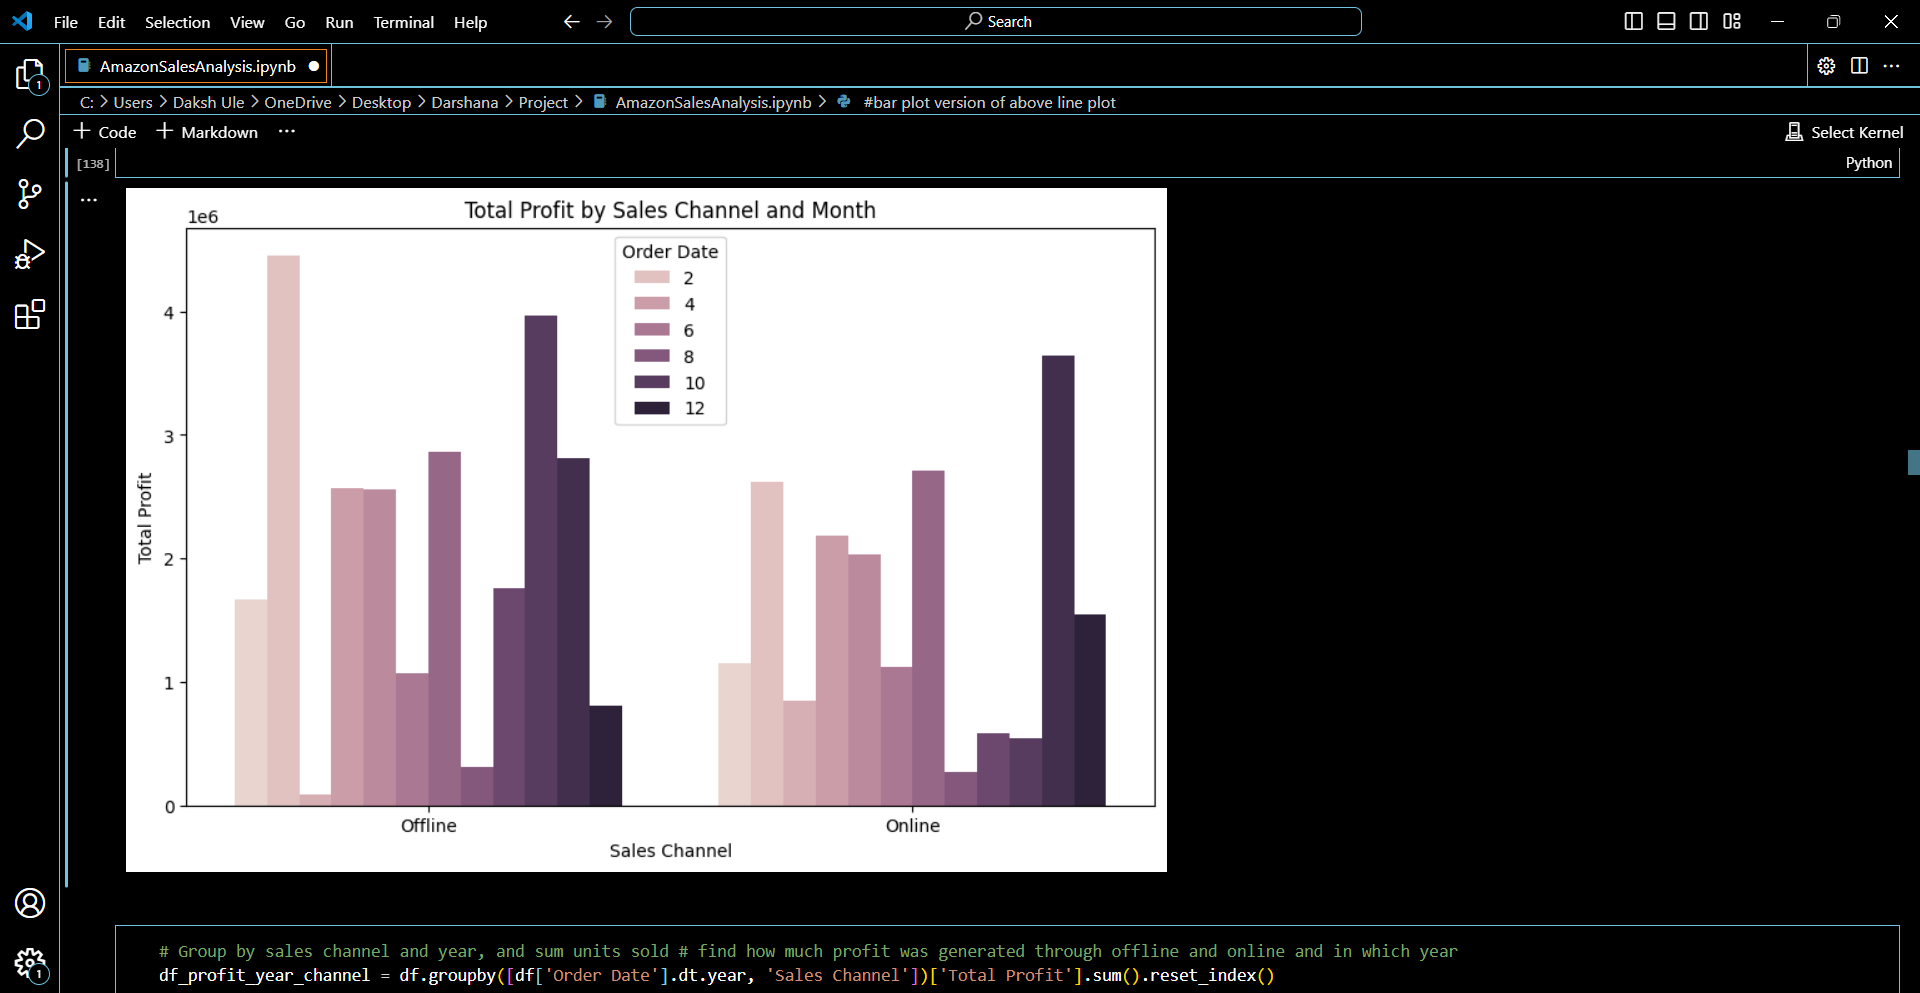 File Edit Selection View Go Run Terminal Help Search
AmazonSalesAnalysis.ipynb
C: > Users > Daksh Ule > OneDrive > Desktop > Darshana > Project > AmazonSalesAnalysis.ipynb > #bar plot version of above line plot
1
+ Code + Markdown ··· Select Kernel
[138] Python
...
Total Profit by Sales Channel and Month
1e6
Order Date
2
4
6
8
10
12
4
3
2
1
0
Total Profit
Offline Online
Sales Channel
# Group by sales channel and year, and sum units sold # find how much profit was generated through offline and online and in which year
df_profit_year_channel = df.groupby([df['Order Date'].dt.year, 'Sales Channel'])['Total Profit'].sum().reset_index()
1